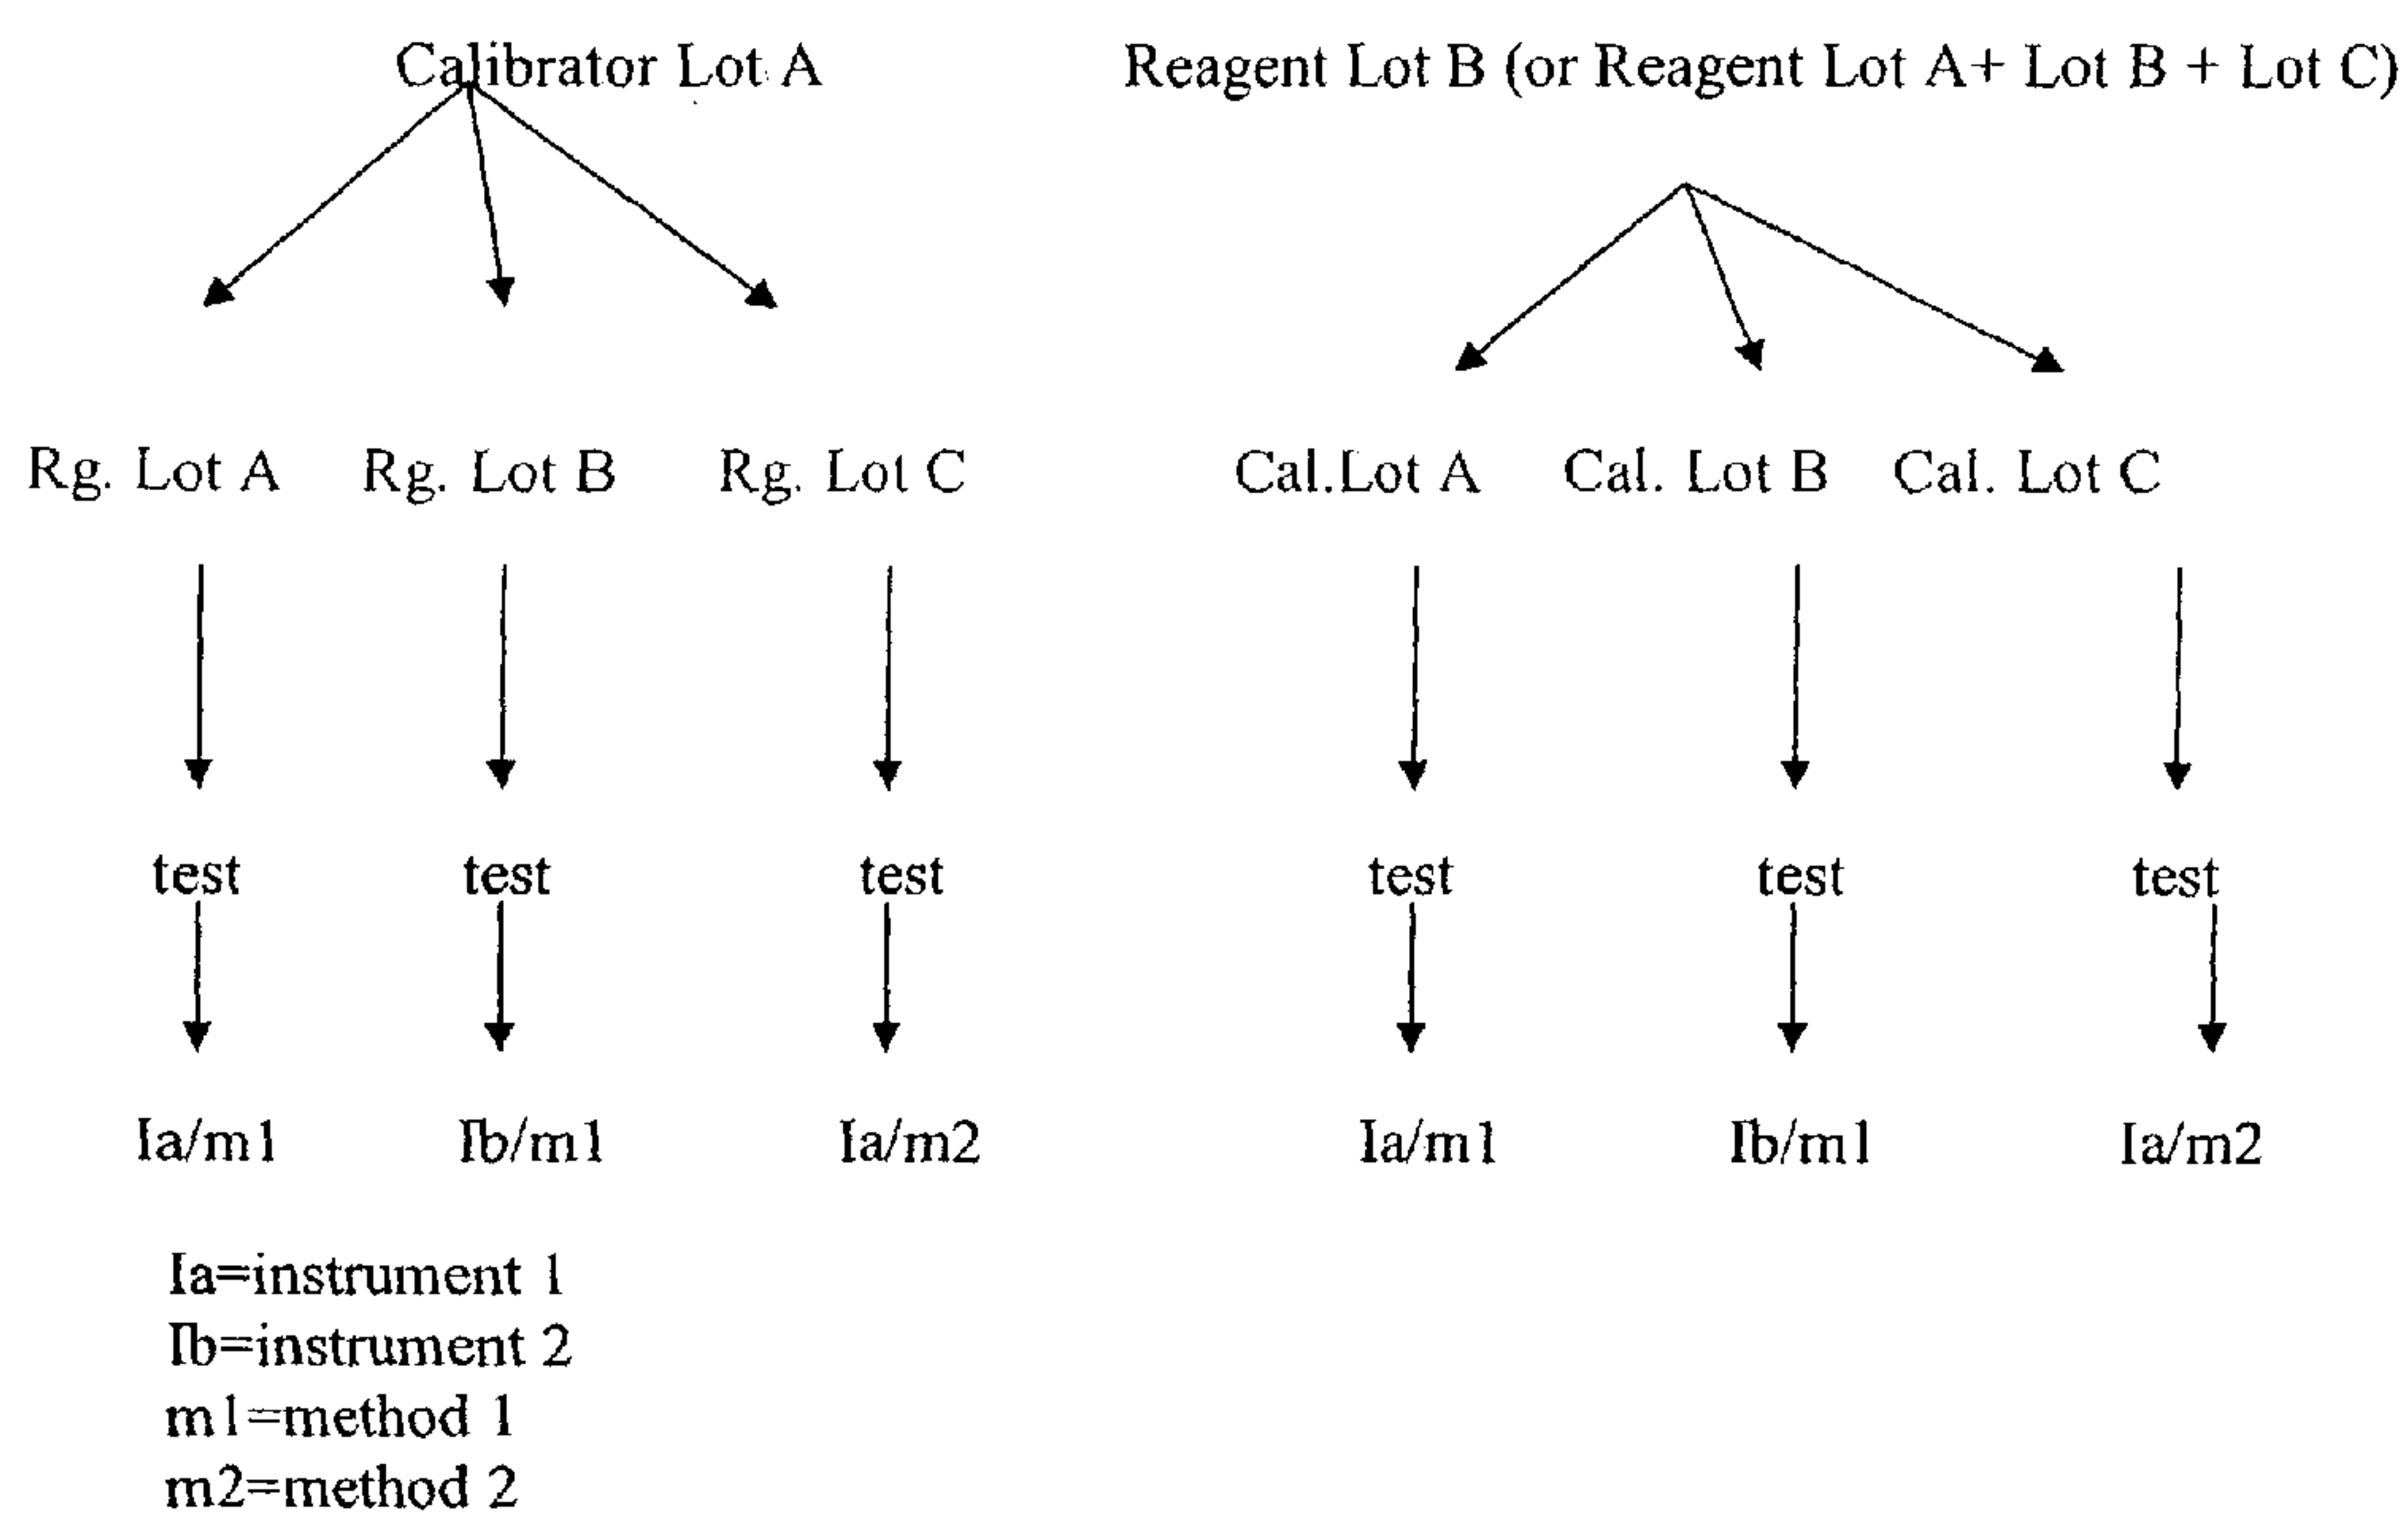 Calibrator Lot A
Reagent Lot B (or Reagent Lot A+ Lot B + Lot C)
Rg. Lot A
Rg. Lot B
Rg. Lot C
Cal.Lot A
Cal. Lot B
Cal. Lot C
test
test
test
test
test
test
Ia/m1
Ib/m1
Ia/m2
Ia/m1
Ib/m1
Ia/m2
Ia=instrument 1
Ib=instrument 2
m1=method 1
m2=method 2